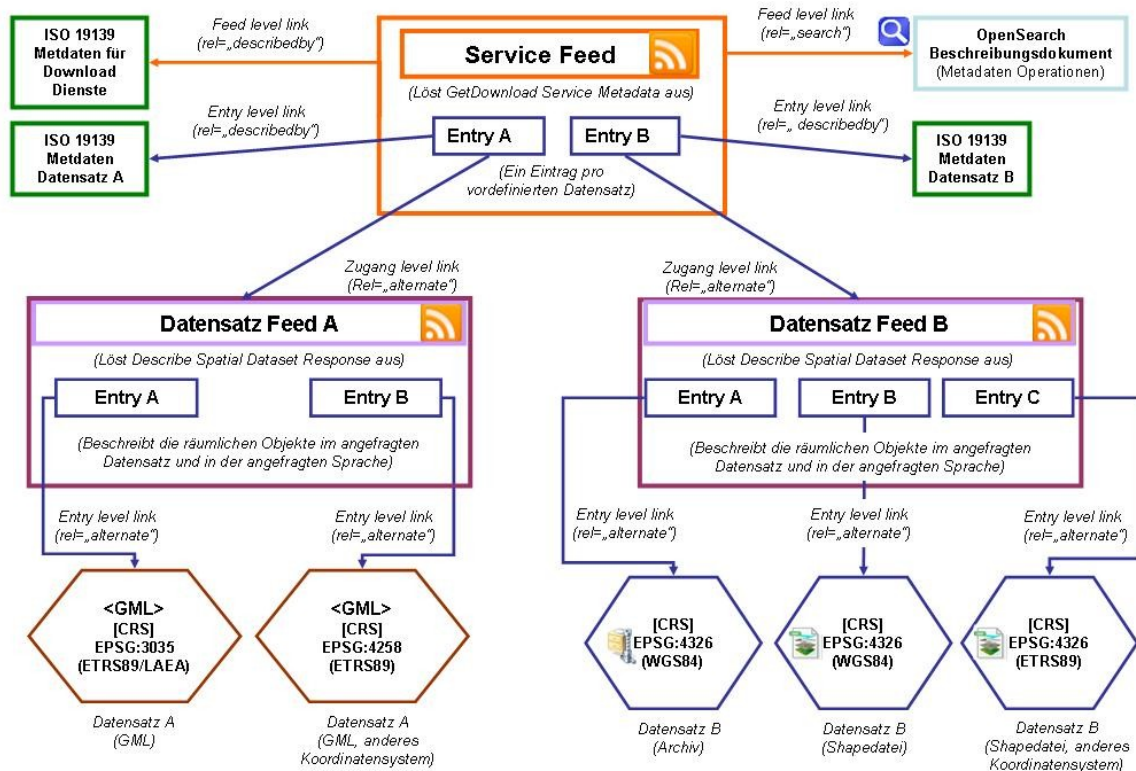 ISO 19139
Metdaten für
Download
Dienste
Feed level link
(rel=„describedby")
Service Feed
(Löst GetDownload Service Metadata aus)
Feed level link
(rel=„search")
OpenSearch
Beschreibungsdokument
(Metadaten Operationen)
Entry level link
(rel=„describedby")
ISO 19139
Metdaten
Datensatz A
Entry A
Entry B
(Ein Eintrag pro
vordefinierten Datensatz)
Entry level link
(rel=„ describedby")
ISO 19139
Metdaten
Datensatz B
Zugang level link
(Rel=„alternate")
Zugang level link
(Rel=„alternate")
Datensatz Feed A
(Löst Describe Spatial Dataset Response aus)
Entry A
Entry B
(Beschreibt die räumlichen Objekte im angefragten
Datensatz und in der angefragten Sprache)
Datensatz Feed B
(Löst Describe Spatial Dataset Response aus)
Entry A
Entry B
Entry C
(Beschreibt die räumlichen Objekte im angefragten
Datensatz und in der angefragten Sprache)
Entry level link
(rel=„alternate")
Entry level link
(rel=„alternate")
Entry level link
(rel=„alternate")
Entry level link
(rel=„alternate")
Entry level link
(rel=„alternate")
<GML>
[CRS]
EPSG:3035
(ETRS89/LAEA)
<GML>
[CRS]
EPSG:4258
(ETRS89)
[CRS]
EPSG:4326
(WGS84)
[CRS]
EPSG:4326
(WGS84)
[CRS]
EPSG:4326
(ETRS89)
Datensatz A
(GML)
Datensatz A
(GML, anderes
Koordinatensystem)
Datensatz B
(Archiv)
Datensatz B
(Shapedatei)
Datensatz B
(Shapedatei, anderes
Koordinatensystem)